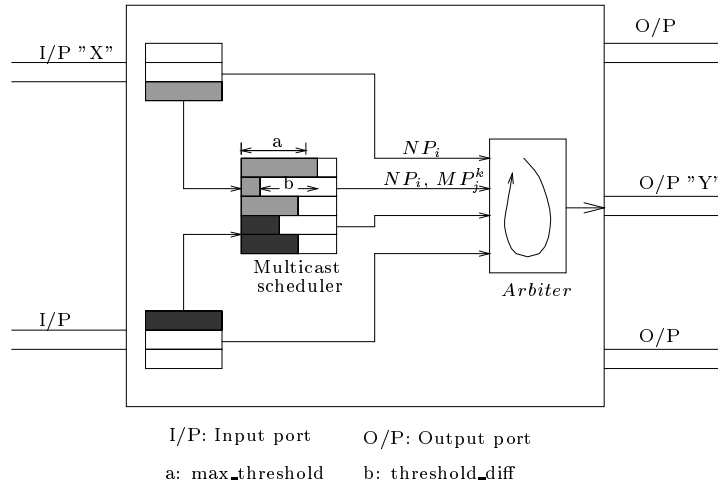 I/P "X"
O/P
a
NP_i
b
NP_i, MP_j^k
O/P "Y"
Multicast
scheduler
Arbiter
I/P
O/P
I/P: Input port O/P: Output port
a: max_threshold b: threshold_diff